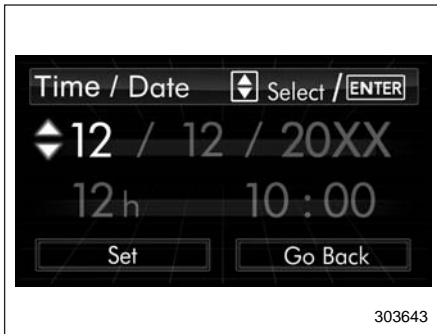 Time / Date Select / ENTER
12 / 12 / 20XX
12h 10:00
Set Go Back
303643